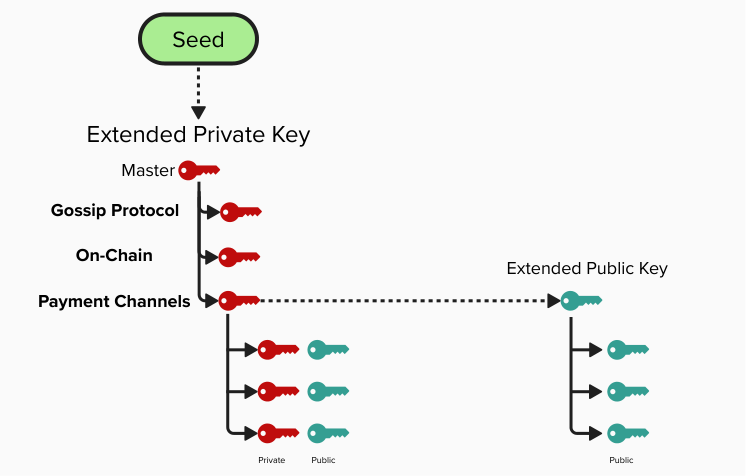 Seed
Extended Private Key
Master
Gossip Protocol
On-Chain
Extended Public Key
Payment Channels
Private
Public
Public